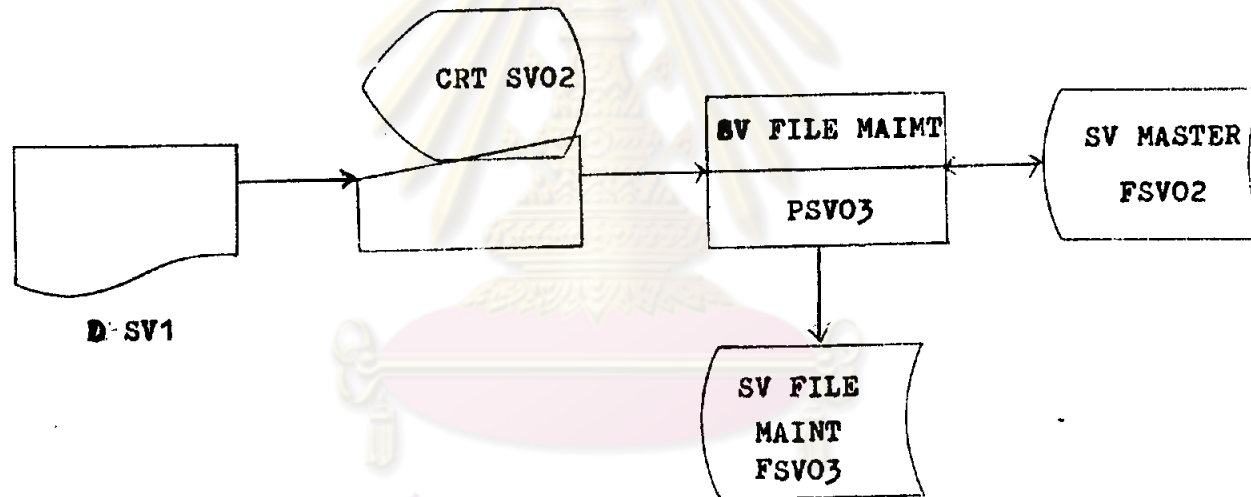 CRT SV02
SV FILE MAIMT
PSV03
SV MASTER
FSV02
D SV1
SV FILE
MAINT
FSV03